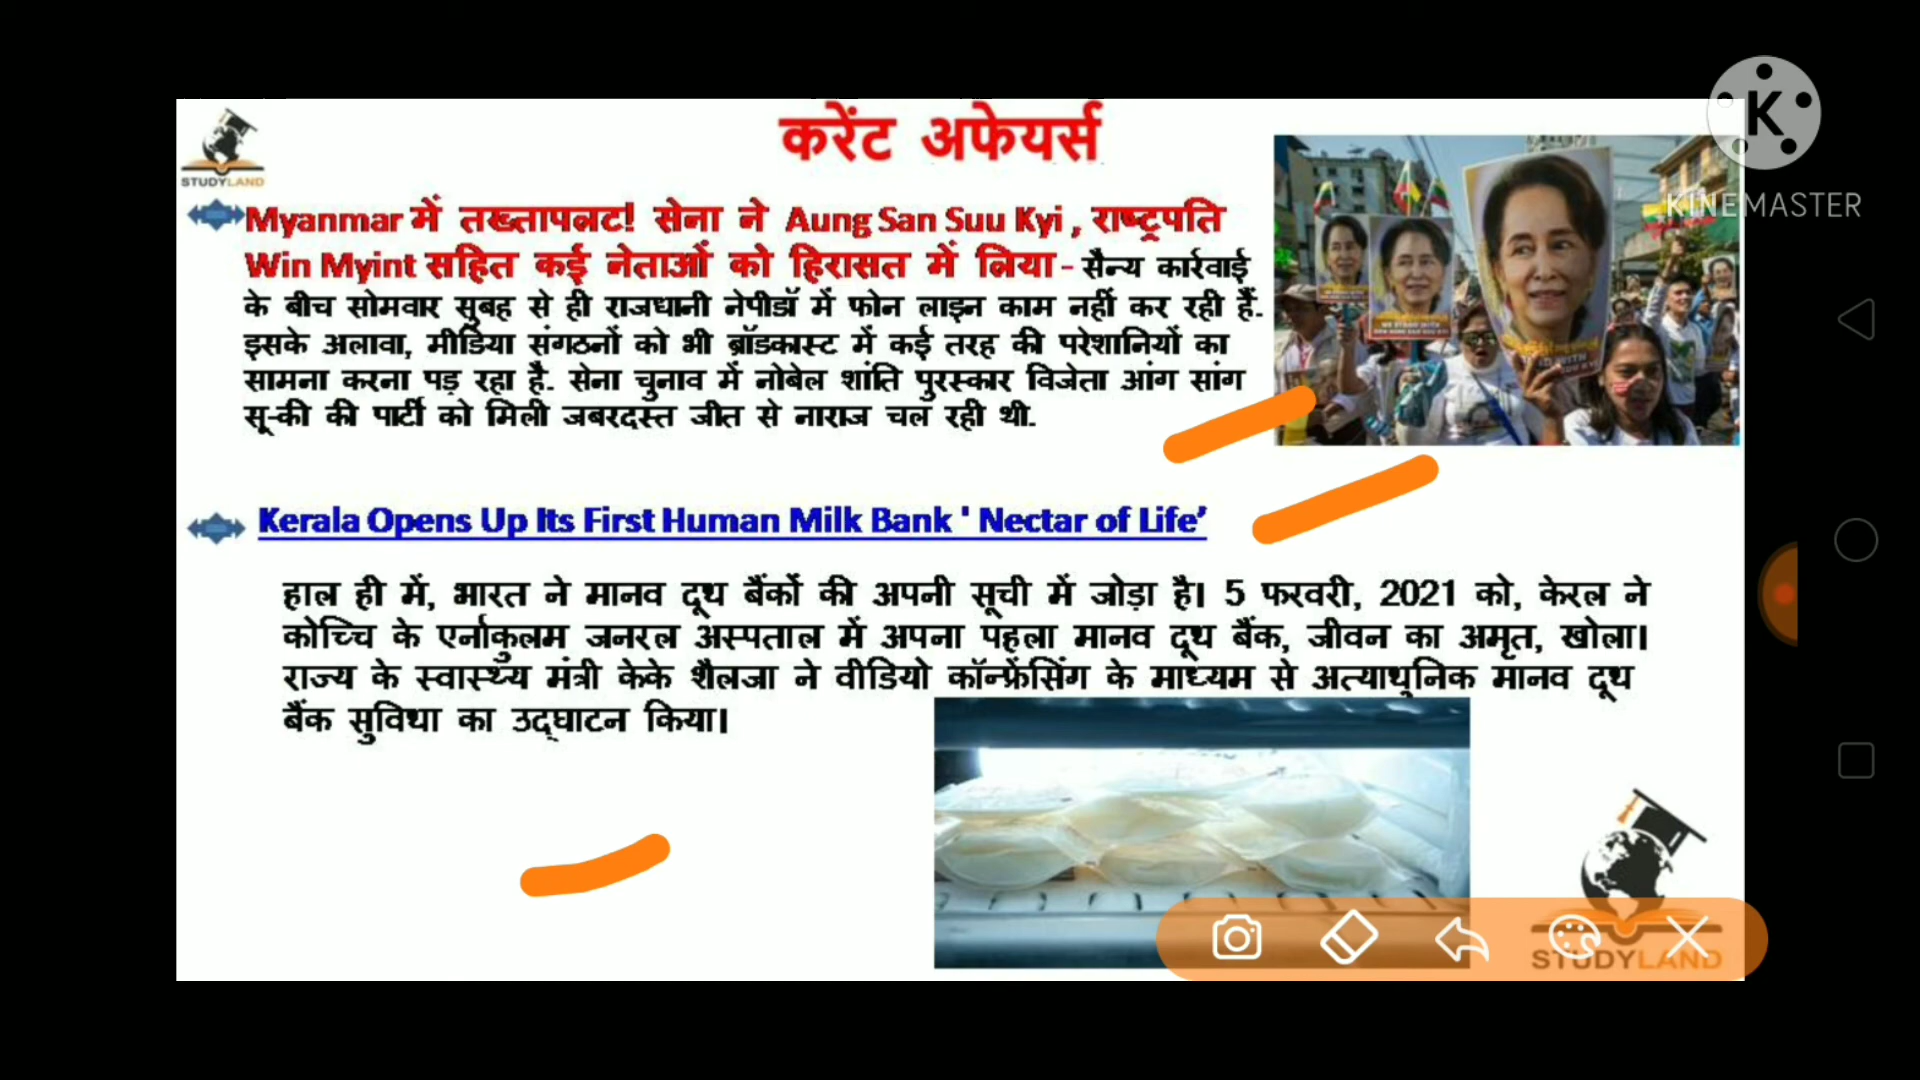 करेंट अफेयर्स
STUDYLAND
KINEMASTER
Myanmar में तख्तापलट! सेना ने Aung San Suu Kyi , राष्ट्रपति
Win Myint सहित कई नेताओं को हिरासत में लिया - सैन्य कार्रवाई
के बीच सोमवार सुबह से ही राजधानी नेपीडॉ में फोन लाइन काम नहीं कर रही हैं.
इसके अलावा, मीडिया संगठनों को भी ब्रॉडकास्ट में कई तरह की परेशानियों का
सामना करना पड़ रहा है. सेना चुनाव में नोबेल शांति पुरस्कार विजेता आंग सांग
सू-की की पार्टी को मिली जबरदस्त जीत से नाराज चल रही थी.
Kerala Opens Up Its First Human Milk Bank ' Nectar of Life’
हाल ही में, भारत ने मानव दूध बैंकों की अपनी सूची में जोड़ा है। 5 फरवरी, 2021 को, केरल ने
कोच्चि के एर्नाकुलम जनरल अस्पताल में अपना पहला मानव दूध बैंक, जीवन का अमृत, खोला।
राज्य के स्वास्थ्य मंत्री केके शैलजा ने वीडियो कॉन्फ्रेंसिंग के माध्यम से अत्याधुनिक मानव दूध
बैंक सुविधा का उद्घाटन किया।
STUDYLAND